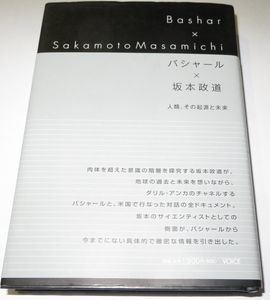 Bashar
×
SakamotoMasamichi
バシャール
×
坂本政道
人類、その起源と未来
肉体を超えた意識の階層を探究する坂本政道が、
地球の過去と未来を想いながら、
ダリル・アンカのチャネルする
バシャールと、米国で行なった対話の全ドキュメント。
坂本のサイエンティストとしての
側面が、バシャールから
今までにない具体的で緻密な情報を引き出した。
VOICE